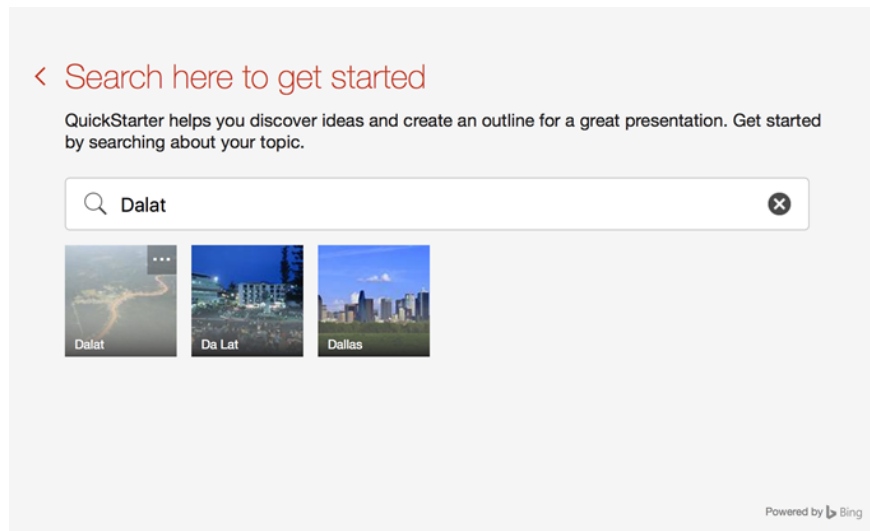 Search here to get started
QuickStarter helps you discover ideas and create an outline for a great presentation. Get started
by searching about your topic.
Dalat
Dalat
Da Lat
Dallas
Powered by Bing